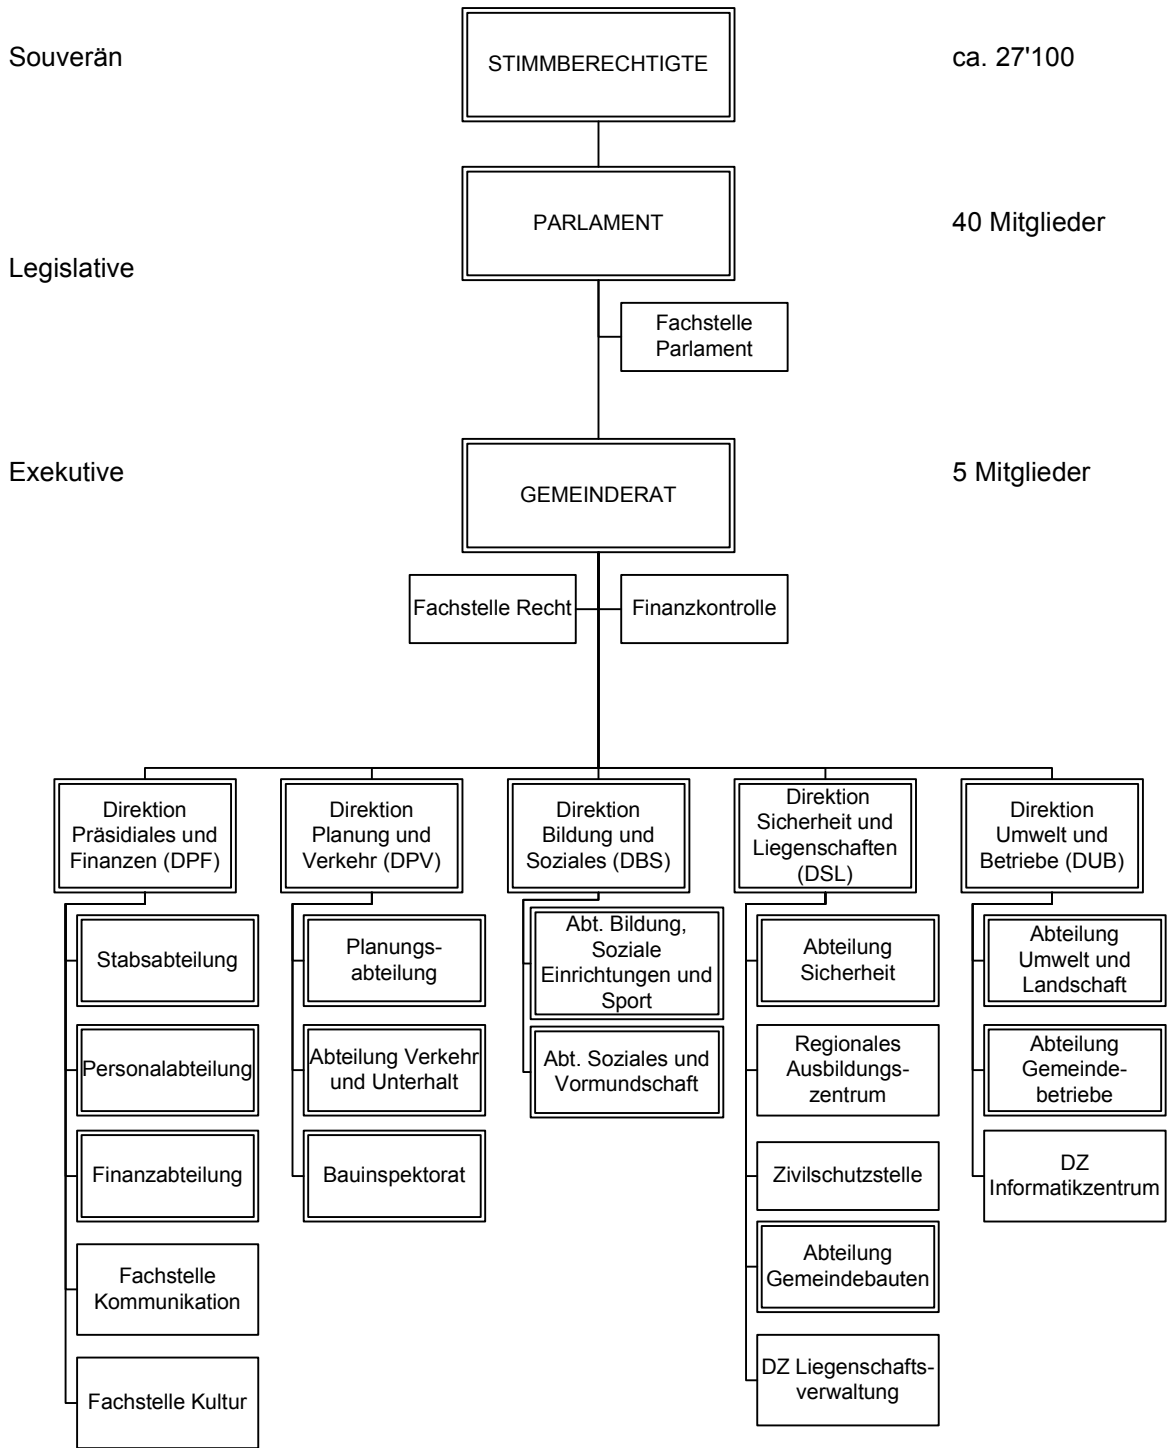 Souverän
STIMMBERECHTIGTE
ca. 27'100
PARLAMENT
40 Mitglieder
Legislative
Fachstelle
Parlament
Exekutive
GEMEINDERAT
5 Mitglieder
Fachstelle Recht
Finanzkontrolle
Direktion
Präsidiales und
Finanzen (DPF)
Direktion
Planung und
Verkehr (DPV)
Direktion
Bildung und
Soziales (DBS)
Direktion
Sicherheit und
Liegenschaften
(DSL)
Direktion
Umwelt und
Betriebe (DUB)
Stabsabteilung
Personalabteilung
Finanzabteilung
Fachstelle
Kommunikation
Fachstelle Kultur
Planungs-
abteilung
Abteilung Verkehr
und Unterhalt
Bauinspektorat
Abt. Bildung,
Soziale
Einrichtungen und
Sport
Abt. Soziales und
Vormundschaft
Abteilung
Sicherheit
Regionales
Ausbildungs-
zentrum
Zivilschutzstelle
Abteilung
Gemeindebauten
DZ Liegenschafts-
verwaltung
Abteilung
Umwelt und
Landschaft
Abteilung
Gemeinde-
betriebe
DZ
Informatikzentrum